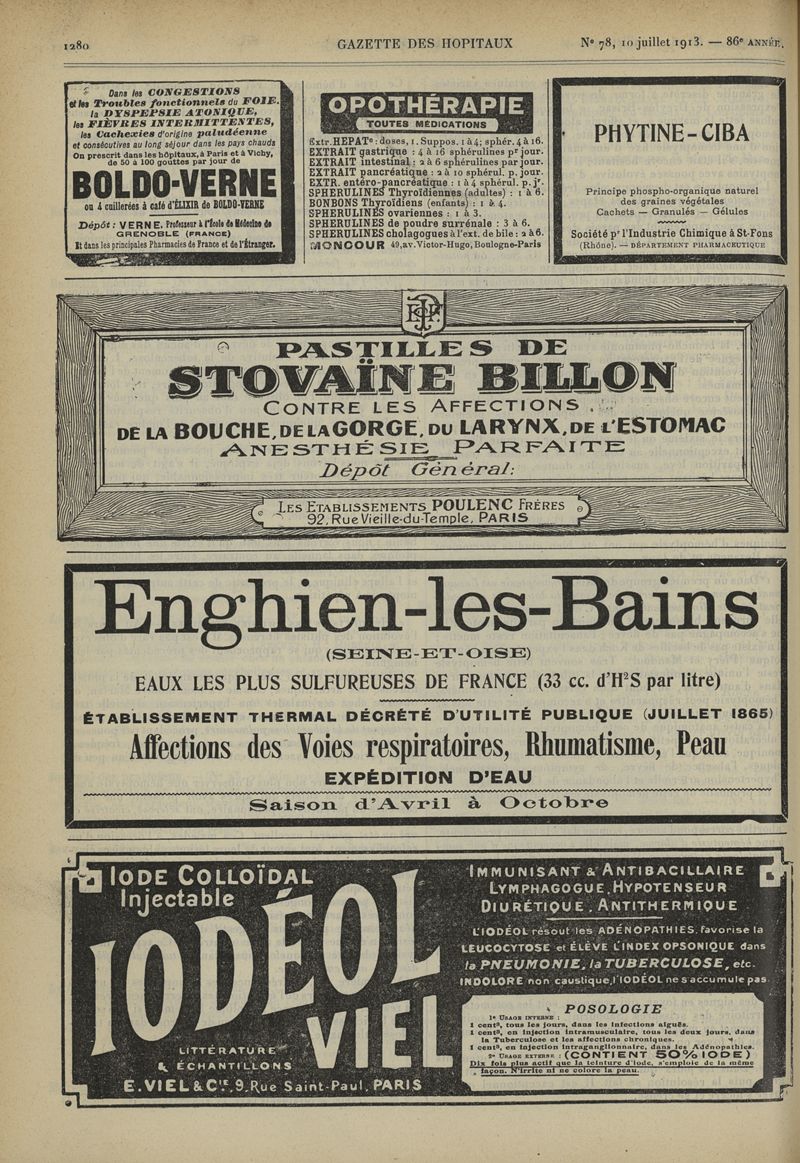 1280
GAZETTE DES HOPITAUX
N° 78, 10 juillet 1913. — 86e ANNÉE.
Dans les CONGESTIONS
et les Troubles fonctionnels du FOIE,
la DYSPEPSIE ATONIQUE,
les FIÈVRES INTERMITTENTES,
les Cachexies d'origine paludéenne
et consécutives au long séjour dans les pays chauds
On prescrit dans les hôpitaux, à Paris et à Vichy,
de 50 à 100 gouttes par jour de
BOLDO-VERNE
ou 4 cuillerées à café d'ÉLIXIR de BOLDO-VERNE
Dépôt : VERNE, Professeur à l'École de Médecine de
GRENOBLE (FRANCE)
Et dans les principales Pharmacies de France et de l'Étranger.
OPOTHÉRAPIE
TOUTES MÉDICATIONS
Extr. HEPATe : doses, 1. Suppos. 1 à 4; sphér. 4 à 16.
EXTRAIT gastrique : 4 à 16 sphérulines pr jour.
EXTRAIT intestinal : 2 à 6 sphérulines par jour.
EXTRAIT pancréatique : 2 à 10 sphérul. p. jour.
EXTR. entéro-pancréatique : 1 à 4 sphérul. p. jr.
SPHERULINES Thyroïdiennes (adultes) : 1 à 6.
BONBONS Thyroïdiens (enfants) : 1 à 4.
SPHERULINES ovariennes : 1 à 3.
SPHERULINES de poudre surrénale : 3 à 6.
SPHERULINES cholagogues à l'ext. de bile : 2 à 6.
MONCOUR 49, av. Victor-Hugo, Boulogne-Paris
PHYTINE-CIBA
Principe phospho-organique naturel
des graines végétales
Cachets — Granulés — Gélules
Société pr l'Industrie Chimique à St-Fons
(Rhône). — DÉPARTEMENT PHARMACEUTIQUE
PASTILLES DE
STOVAÏNE BILLON
CONTRE LES AFFECTIONS
DE LA BOUCHE, DE LA GORGE, DU LARYNX, DE L'ESTOMAC
ANESTHÉSIE PARFAITE
Dépôt Général:
LES ETABLISSEMENTS POULENC FRÈRES
92, Rue Vieille-du-Temple, PARIS
Enghien-les-Bains
(SEINE-ET-OISE)
EAUX LES PLUS SULFUREUSES DE FRANCE (33 cc. d'H²S par litre)
ÉTABLISSEMENT THERMAL DÉCRÉTÉ D'UTILITÉ PUBLIQUE (JUILLET 1865)
Affections des Voies respiratoires, Rhumatisme, Peau
EXPÉDITION D'EAU
Saison d'Avril à Octobre
IODE COLLOÏDAL
Injectable
IODÉOL
VIEL
LITTÉRATURE
& ÉCHANTILLONS
E. VIEL & Cie, 9, Rue Saint-Paul, PARIS
IMMUNISANT & ANTIBACILLAIRE
LYMPHAGOGUE, HYPOTENSEUR
DIURÉTIQUE, ANTITHERMIQUE
L'IODÉOL résout les ADÉNOPATHIES, favorise la
LEUCOCYTOSE et ÉLÈVE L'INDEX OPSONIQUE dans
la PNEUMONIE, la TUBERCULOSE, etc.
INDOLORE non caustique, l'IODÉOL ne s'accumule pas
POSOLOGIE
1° USAGE INTERNE :
1 cent³, tous les jours, dans les infections aiguës.
1 cent³, en injection intramusculaire, tous les deux jours, dans
la Tuberculose et les affections chroniques.
1 cent³, en injection intraganglionnaire, dans les Adénopathies.
2° USAGE EXTERNE : (CONTIENT 50% IODE)
Dix fois plus actif que la teinture d'iode, s'emploie de la même
façon. N'irrite ni ne colore la peau.